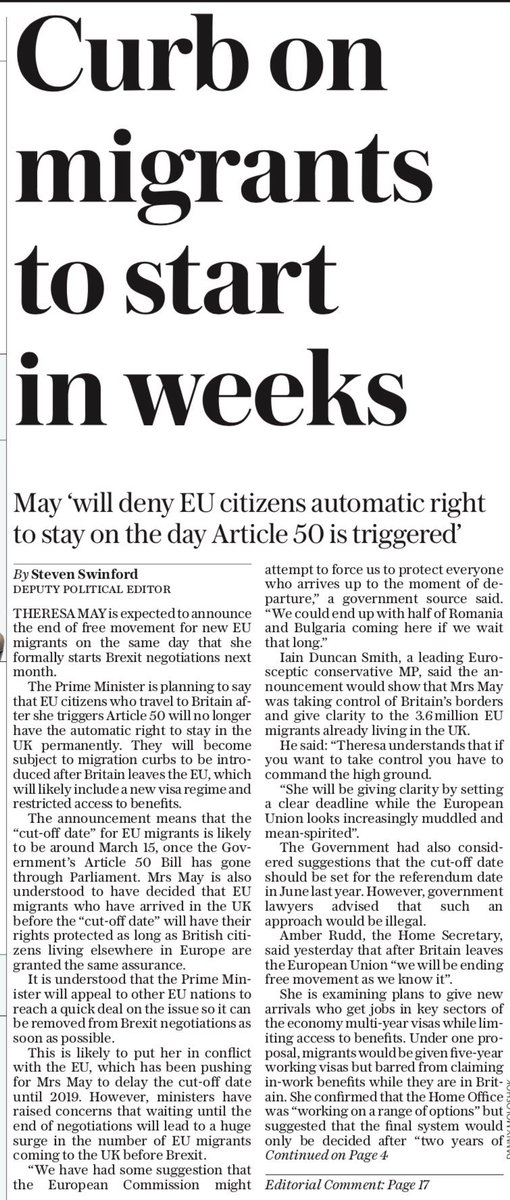 Curb on
migrants
to start
in weeks
May ‘will deny EU citizens automatic right
to stay on the day Article 50 is triggered’
By Steven Swinford
DEPUTY POLITICAL EDITOR
THERESA MAY is expected to announce
the end of free movement for new EU
migrants on the same day that she
formally starts Brexit negotiations next
month.
The Prime Minister is planning to say
that EU citizens who travel to Britain af-
ter she triggers Article 50 will no longer
have the automatic right to stay in the
UK permanently. They will become
subject to migration curbs to be intro-
duced after Britain leaves the EU, which
will likely include a new visa regime and
restricted access to benefits.
The announcement means that the
“cut-off date” for EU migrants is likely
to be around March 15, once the Gov-
ernment’s Article 50 Bill has gone
through Parliament. Mrs May is also
understood to have decided that EU
migrants who have arrived in the UK
before the “cut-off date” will have their
rights protected as long as British citi-
zens living elsewhere in Europe are
granted the same assurance.
It is understood that the Prime Min-
ister will appeal to other EU nations to
reach a quick deal on the issue so it can
be removed from Brexit negotiations as
soon as possible.
This is likely to put her in conflict
with the EU, which has been pushing
for Mrs May to delay the cut-off date
until 2019. However, ministers have
raised concerns that waiting until the
end of negotiations will lead to a huge
surge in the number of EU migrants
coming to the UK before Brexit.
“We have had some suggestion that
the European Commission might
attempt to force us to protect everyone
who arrives up to the moment of de-
parture,” a government source said.
“We could end up with half of Romania
and Bulgaria coming here if we wait
that long.”
Iain Duncan Smith, a leading Euro-
sceptic conservative MP, said the an-
nouncement would show that Mrs May
was taking control of Britain’s borders
and give clarity to the 3.6 million EU
migrants already living in the UK.
He said: “Theresa understands that if
you want to take control you have to
command the high ground.
“She will be giving clarity by setting
a clear deadline while the European
Union looks increasingly muddled and
mean-spirited”.
The Government had also consid-
ered suggestions that the cut-off date
should be set for the referendum date
in June last year. However, government
lawyers advised that such an
approach would be illegal.
Amber Rudd, the Home Secretary,
said yesterday that after Britain leaves
the European Union “we will be ending
free movement as we know it”.
She is examining plans to give new
arrivals who get jobs in key sectors of
the economy multi-year visas while lim-
iting access to benefits. Under one pro-
posal, migrants would be given five-year
working visas but barred from claiming
in-work benefits while they are in Brit-
ain. She confirmed that the Home Office
was “working on a range of options” but
suggested that the final system would
only be decided after “two years of
Continued on Page 4
Editorial Comment: Page 17